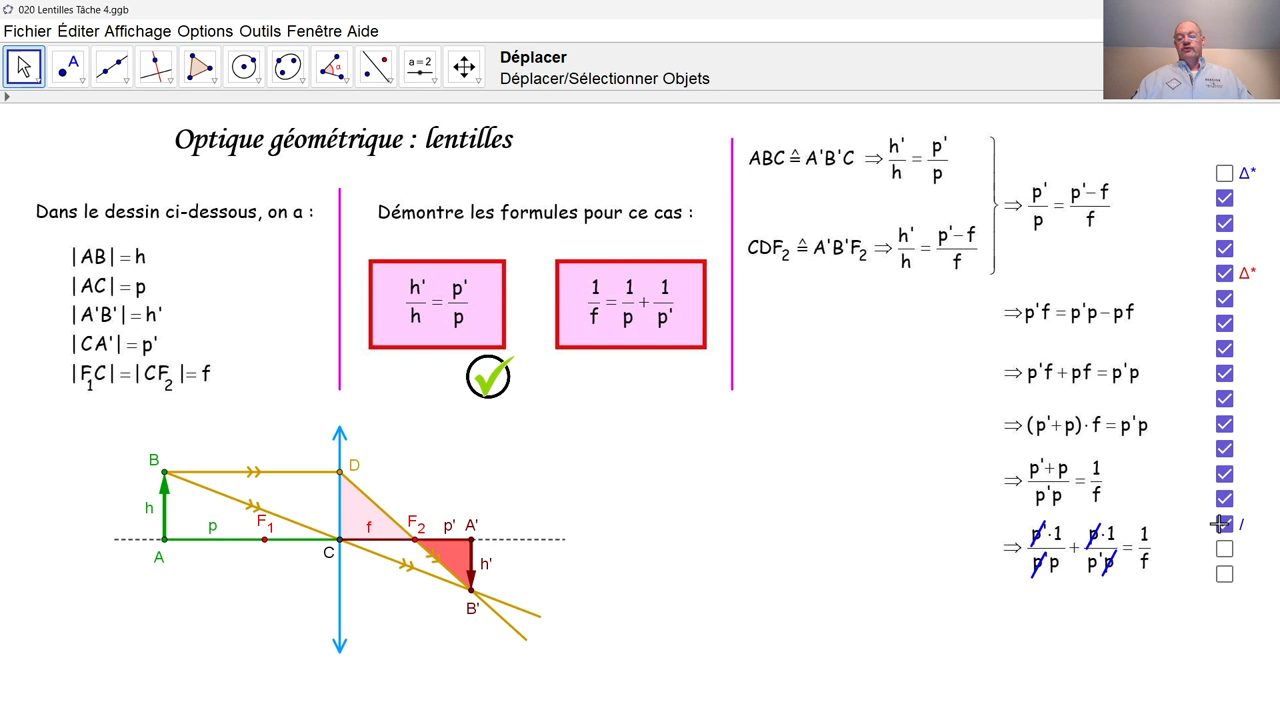 020 Lentilles Tâche 4.ggb
Fichier Éditer Affichage Options Outils Fenêtre Aide
A
α
a=2
Déplacer
Déplacer/Sélectionner Objets
Optique géométrique : lentilles
Dans le dessin ci-dessous, on a :
|AB| = h
|AC| = p
|A'B'| = h'
|CA'| = p'
|F₁C| = |CF₂| = f
Démontre les formules pour ce cas :
h'/h = p'/p
1/f = 1/p + 1/p'
ABC ≙ A'B'C ⇒ h'/h = p'/p
CDF₂ ≙ A'B'F₂ ⇒ h'/h = p'-f/f
⇒ p'/p = p'-f/f
⇒ p'f = p'p - pf
⇒ p'f + pf = p'p
⇒ (p'+p)·f = p'p
⇒ p'+p/p'p = 1/f
⇒ p'·1/p'p + p·1/p'p = 1/f
Δ*
Δ*
/
B
D
h
p
F₁
f
F₂
p'
A'
A
C
h'
B'